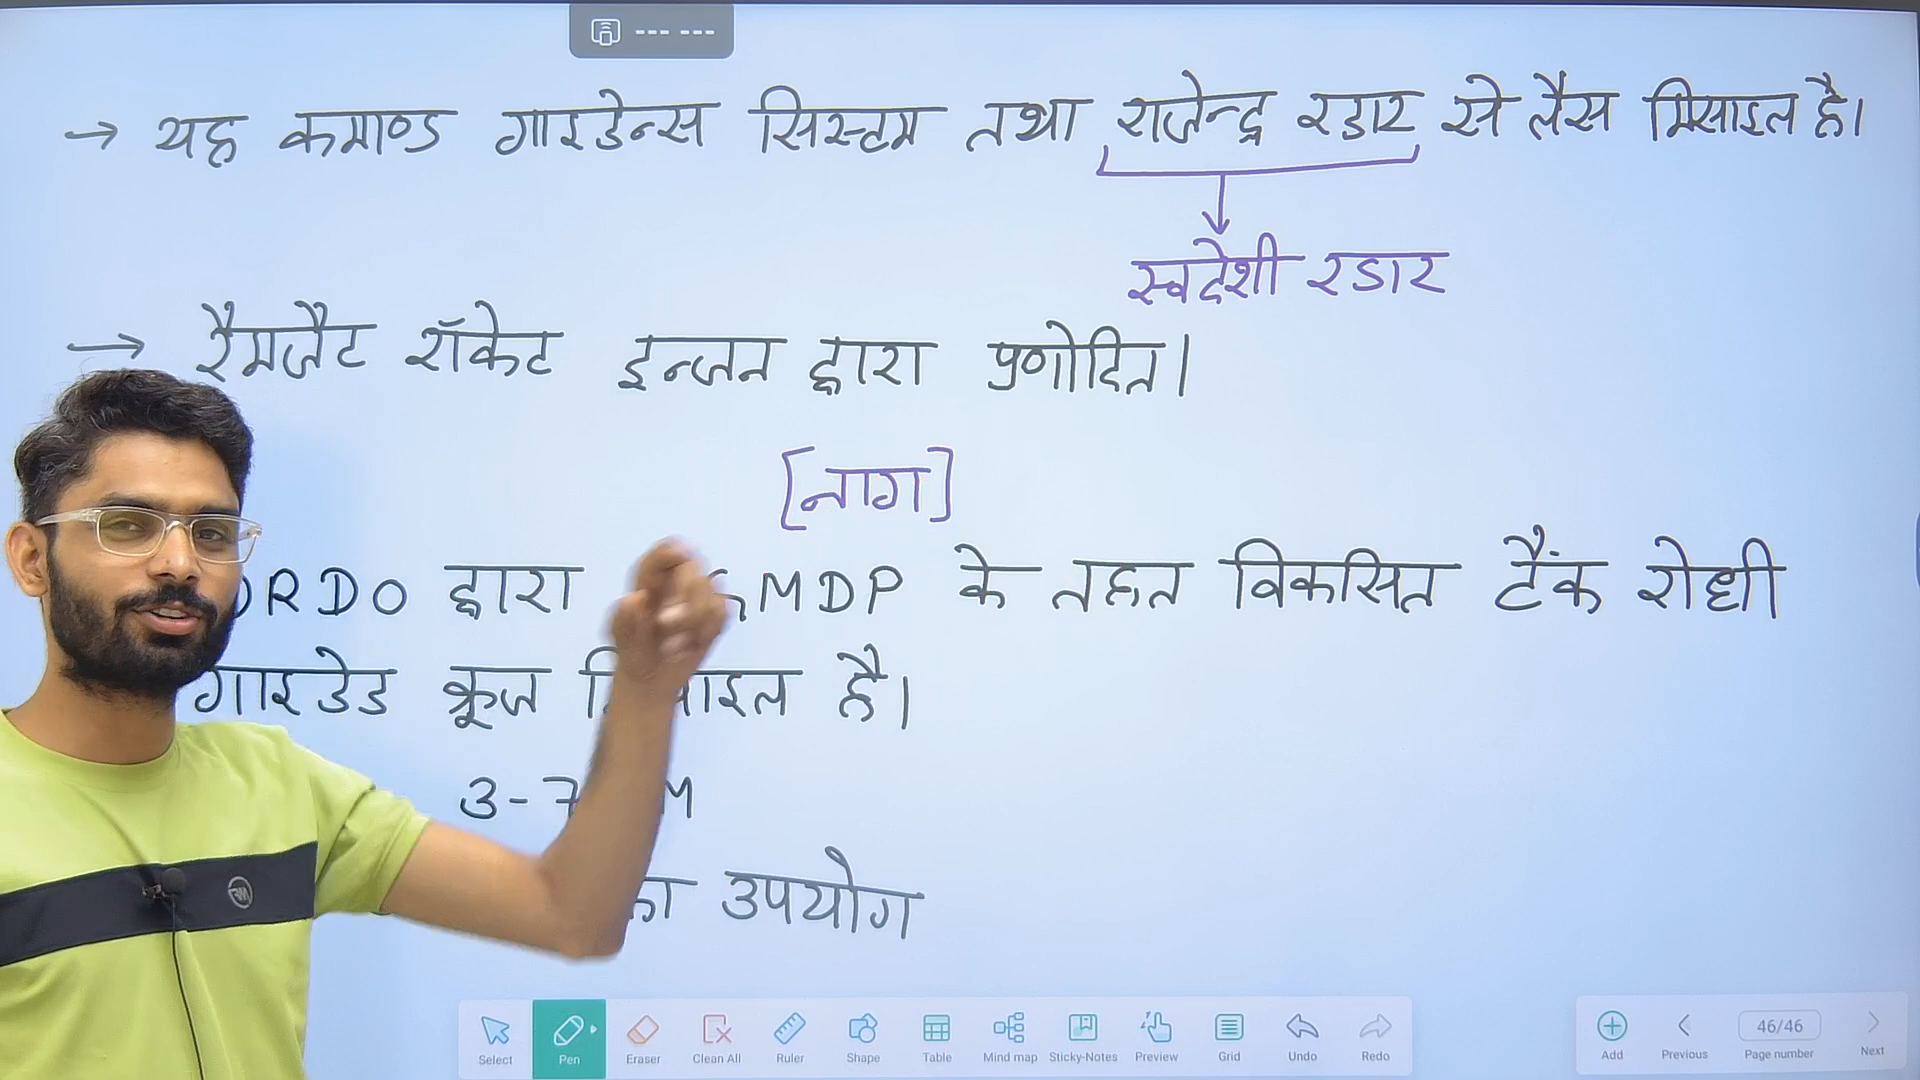 → यह कमाण्ड गाइडेन्स सिस्टम तथा राजेन्द्र रडार से लैस मिसाइल है।
स्वदेशी रडार
→ रैमजैट रॉकेट इन्जन द्वारा प्रणोदित।
[नाग]
DRDO द्वारा GMDP के तहत विकसित टैंक रोधी
गाइडेड क्रूज है।
3-7 M
का उपयोग
Select Pen Eraser Clean All Ruler Shape Table Mind map Sticky-Notes Preview Grid Undo Redo
Add Previous 46/46 Page number Next